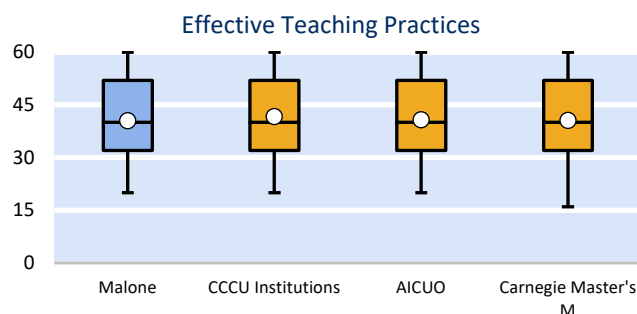 Effective Teaching Practices
60
45
30
15
0
Malone
CCCU Institutions
AICUO
Carnegie Master's
M